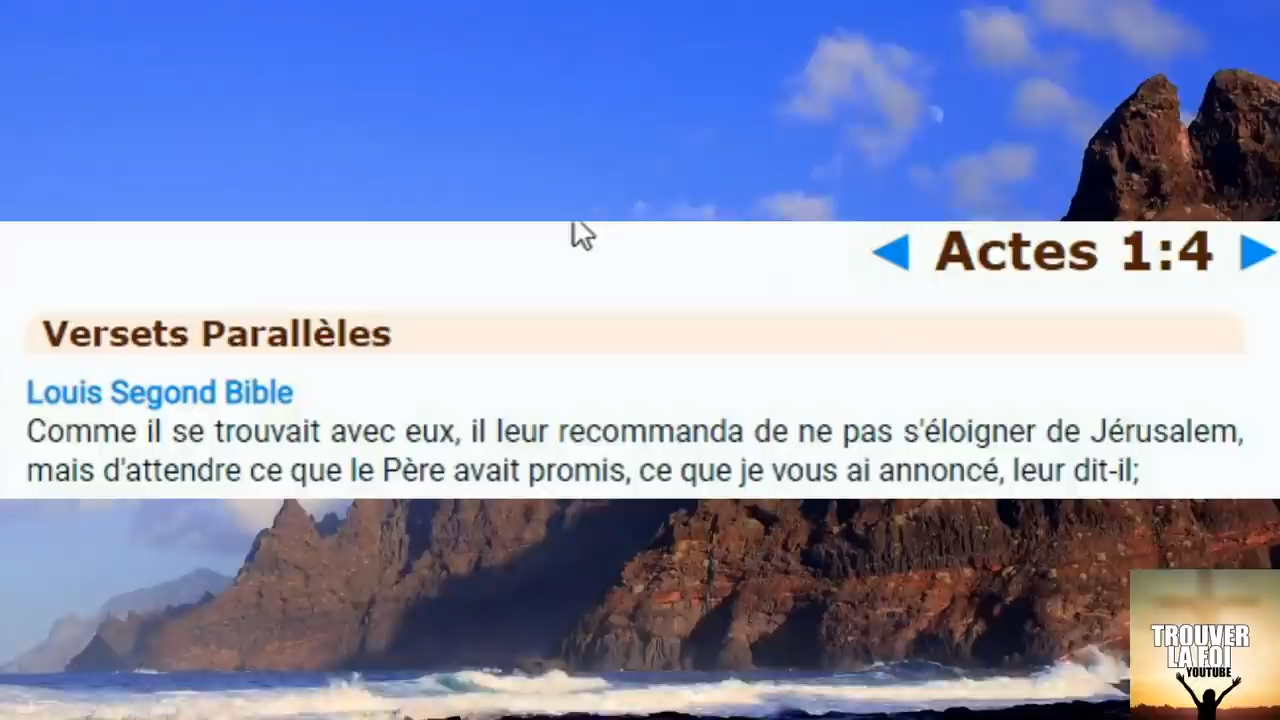 Actes 1:4
Versets Parallèles
Louis Segond Bible
Comme il se trouvait avec eux, il leur recommanda de ne pas s'éloigner de Jérusalem,
mais d'attendre ce que le Père avait promis, ce que je vous ai annoncé, leur dit-il;
TROUVER
LA FOI
YOUTUBE